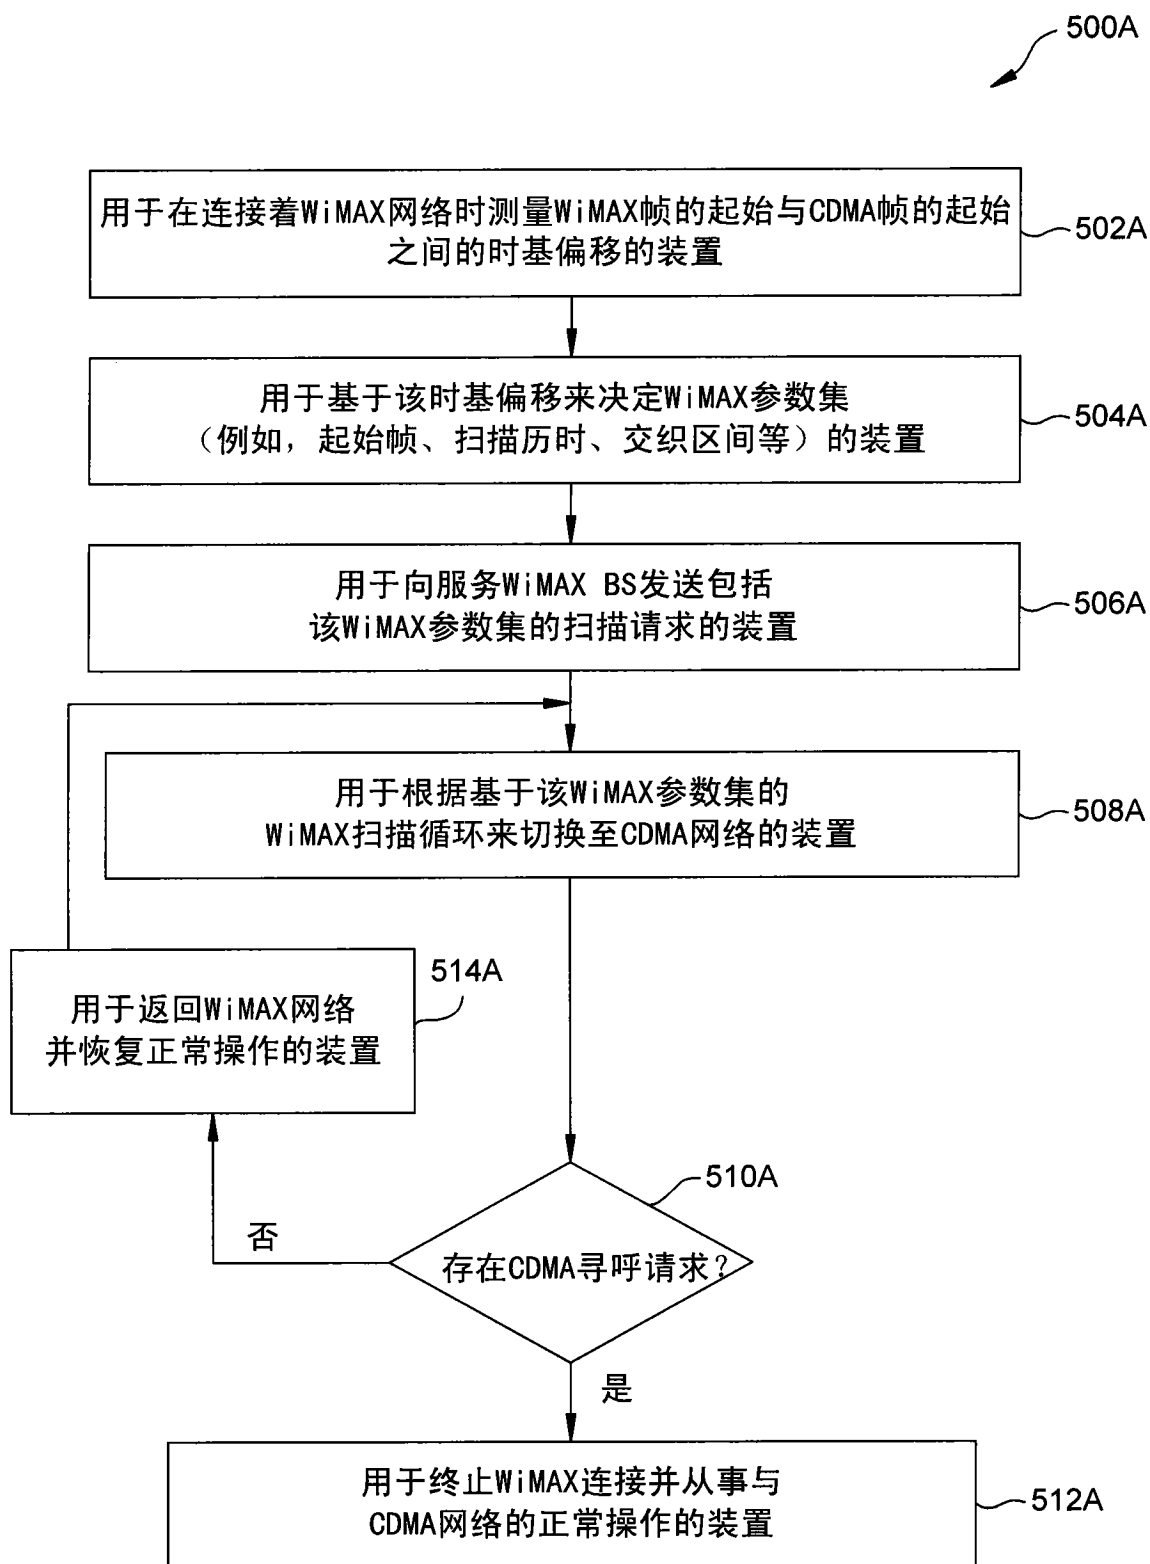 500A
用于在连接着WiMAX网络时测量WiMAX帧的起始与CDMA帧的起始
之间的时基偏移的装置
502A
用于基于该时基偏移来决定WiMAX参数集
（例如，起始帧、扫描历时、交织区间等）的装置
504A
用于向服务WiMAX BS发送包括
该WiMAX参数集的扫描请求的装置
506A
用于根据基于该WiMAX参数集的
WiMAX扫描循环来切换至CDMA网络的装置
508A
514A
用于返回WiMAX网络
并恢复正常操作的装置
510A
否
存在CDMA寻呼请求？
是
用于终止WiMAX连接并从事与
CDMA网络的正常操作的装置
512A